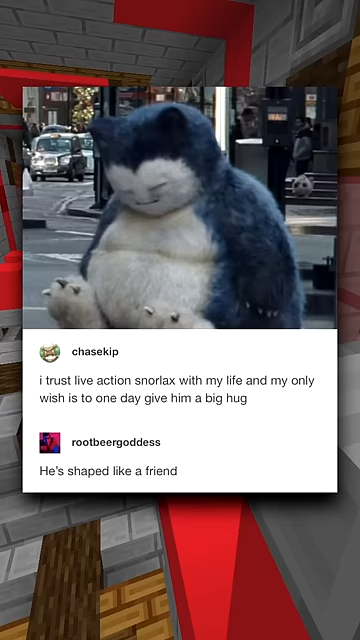 WAIT
chasekip
i trust live action snorlax with my life and my only
wish is to one day give him a big hug
rootbeergoddess
He's shaped like a friend